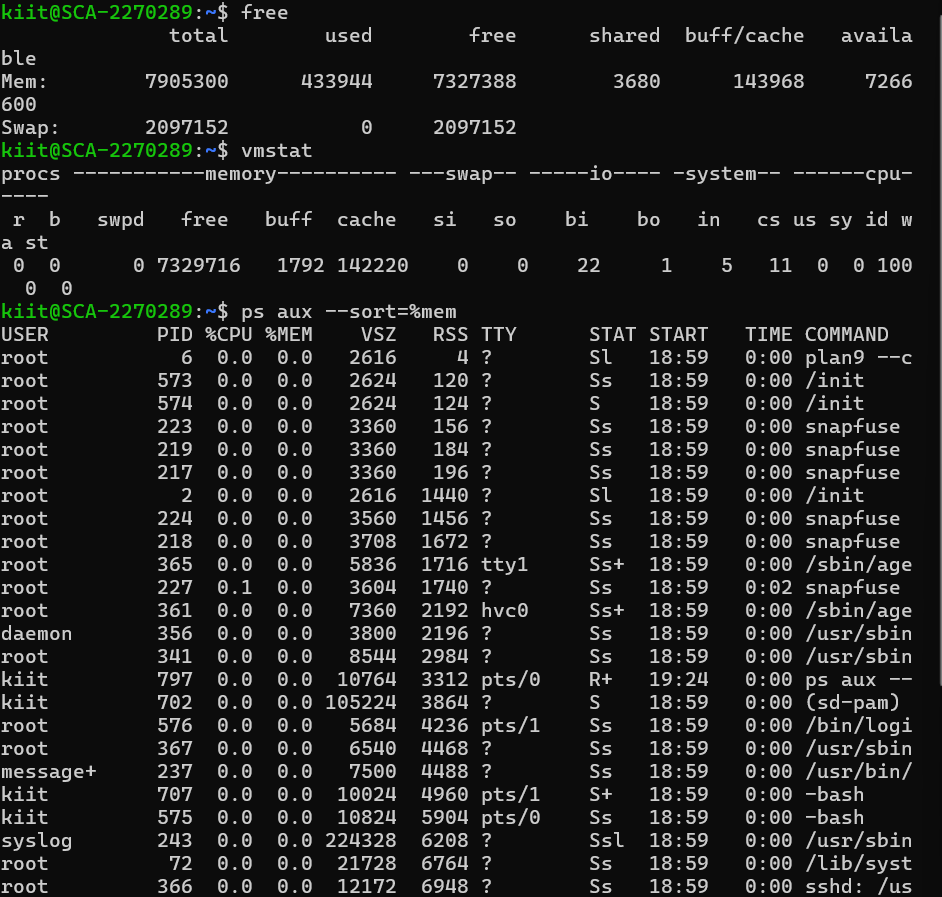 kiit@SCA-2270289:~$ free
              total        used        free      shared  buff/cache   availa
ble
Mem:        7905300      433944     7327388        3680      143968     7266
600
Swap:       2097152           0     2097152
kiit@SCA-2270289:~$ vmstat
procs -----------memory---------- ---swap-- -----io---- -system-- ------cpu-
----
 r  b   swpd   free   buff  cache   si   so    bi    bo   in   cs us sy id w
a st
 0  0      0 7329716   1792 142220    0    0    22     1    5   11  0  0 100
  0  0
kiit@SCA-2270289:~$ ps aux --sort=%mem
USER         PID %CPU %MEM    VSZ   RSS TTY      STAT START   TIME COMMAND
root           6  0.0  0.0   2616     4 ?        Sl   18:59   0:00 plan9 --c
root         573  0.0  0.0   2624   120 ?        Ss   18:59   0:00 /init
root         574  0.0  0.0   2624   124 ?        S    18:59   0:00 /init
root         223  0.0  0.0   3360   156 ?        Ss   18:59   0:00 snapfuse
root         219  0.0  0.0   3360   184 ?        Ss   18:59   0:00 snapfuse
root         217  0.0  0.0   3360   196 ?        Ss   18:59   0:00 snapfuse
root           2  0.0  0.0   2616  1440 ?        Sl   18:59   0:00 /init
root         224  0.0  0.0   3560  1456 ?        Ss   18:59   0:00 snapfuse
root         218  0.0  0.0   3708  1672 ?        Ss   18:59   0:00 snapfuse
root         365  0.0  0.0   5836  1716 tty1     Ss+  18:59   0:00 /sbin/age
root         227  0.1  0.0   3604  1740 ?        Ss   18:59   0:02 snapfuse
root         361  0.0  0.0   7360  2192 hvc0     Ss+  18:59   0:00 /sbin/age
daemon       356  0.0  0.0   3800  2196 ?        Ss   18:59   0:00 /usr/sbin
root         341  0.0  0.0   8544  2984 ?        Ss   18:59   0:00 /usr/sbin
kiit         797  0.0  0.0  10764  3312 pts/0    R+   19:24   0:00 ps aux --
kiit         702  0.0  0.0 105224  3864 ?        S    18:59   0:00 (sd-pam)
root         576  0.0  0.0   5684  4236 pts/1    Ss   18:59   0:00 /bin/logi
root         367  0.0  0.0   6540  4468 ?        Ss   18:59   0:00 /usr/sbin
message+     237  0.0  0.0   7500  4488 ?        Ss   18:59   0:00 /usr/bin/
kiit         707  0.0  0.0  10024  4960 pts/1    S+   18:59   0:00 -bash
kiit         575  0.0  0.0  10824  5904 pts/0    Ss   18:59   0:00 -bash
syslog       243  0.0  0.0 224328  6208 ?        Ssl  18:59   0:00 /usr/sbin
root          72  0.0  0.0  21728  6764 ?        Ss   18:59   0:00 /lib/syst
root         366  0.0  0.0  12172  6948 ?        Ss   18:59   0:00 sshd: /us